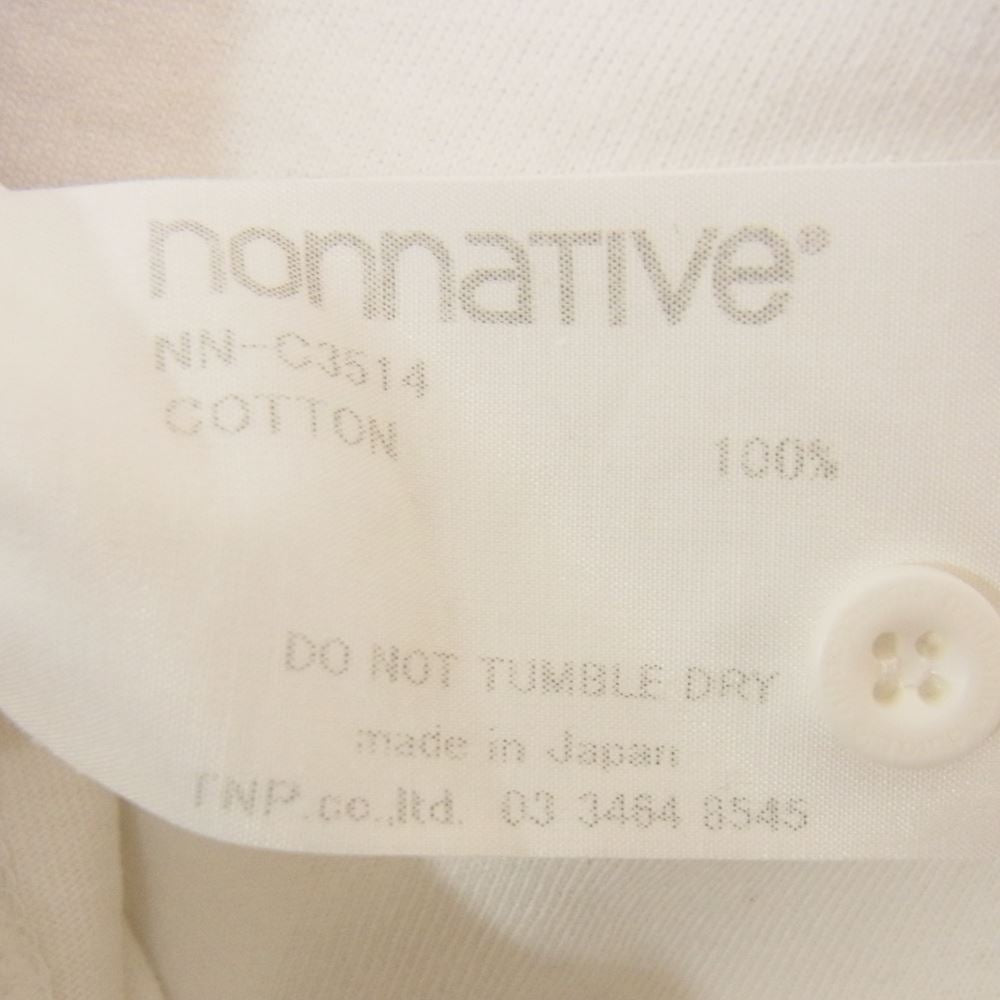 nonnative®
NN-C3514
COTTON 100%
DO NOT TUMBLE DRY
made in Japan
TNP.co.,ltd. 03 3464 8545